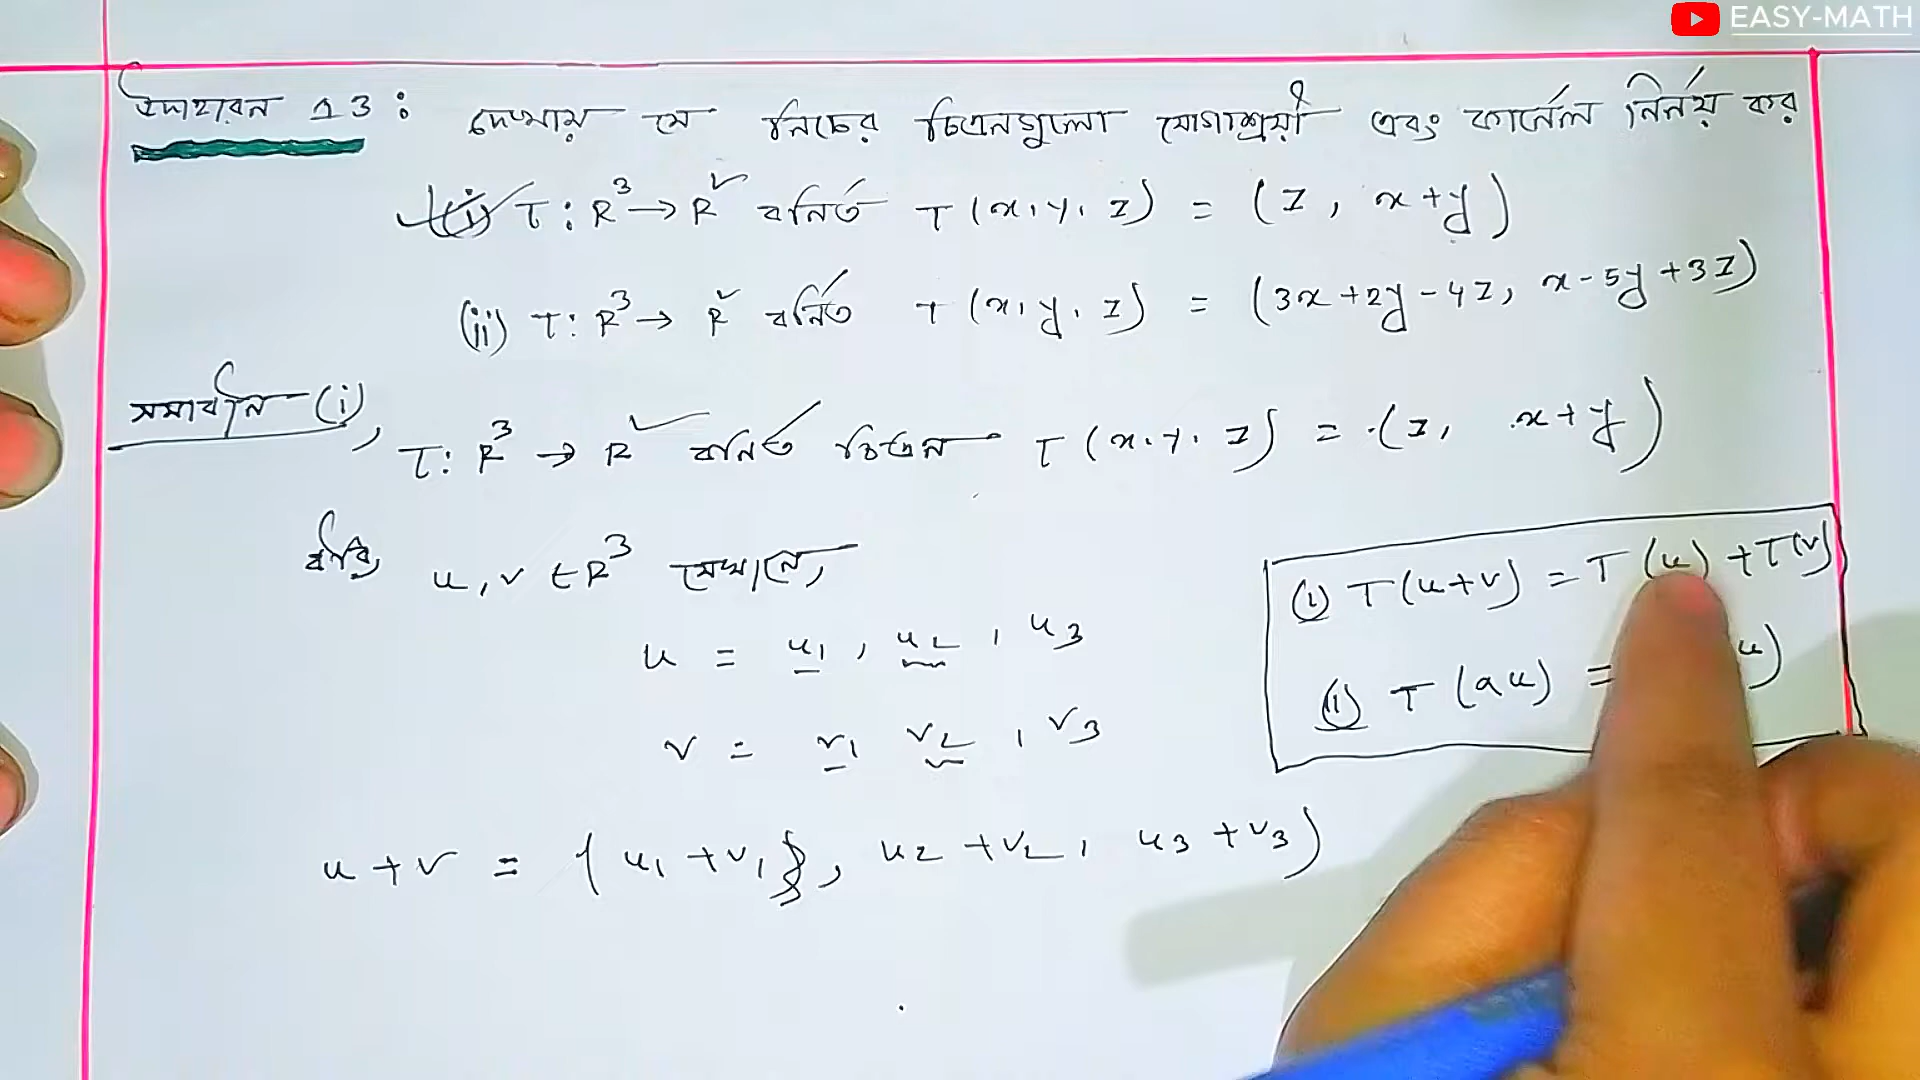 EASY-MATH
উদাহরন 13 : দেখাও যে নিচের চিত্রনগুলো যোগাশ্রয়ী এবং কার্নেল নির্নয় কর
(i) T : R³ → R² বর্নিত T(x, y, z) = (z, x+y)
(ii) T : R³ → R² বর্নিত T(x, y, z) = (3x+2y-4z, x-5y+3z)
সমাধান (i),
T : R³ → R² বর্নিত চিত্রন T(x, y, z) = (z, x+y)
ধরি, u, v ∈ R³ যেখানে,
u = u₁, u₂, u₃
v = v₁ v₂, v₃
u+v = (u₁+v₁, u₂+v₂, u₃+v₃)
(i) T(u+v) = T(u) + T(v)
(ii) T(au) = u)